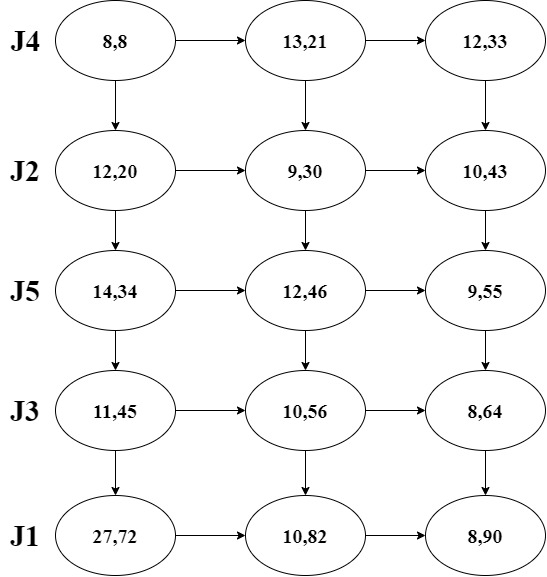 J4 8,8 13,21 12,33
J2 12,20 9,30 10,43
J5 14,34 12,46 9,55
J3 11,45 10,56 8,64
J1 27,72 10,82 8,90